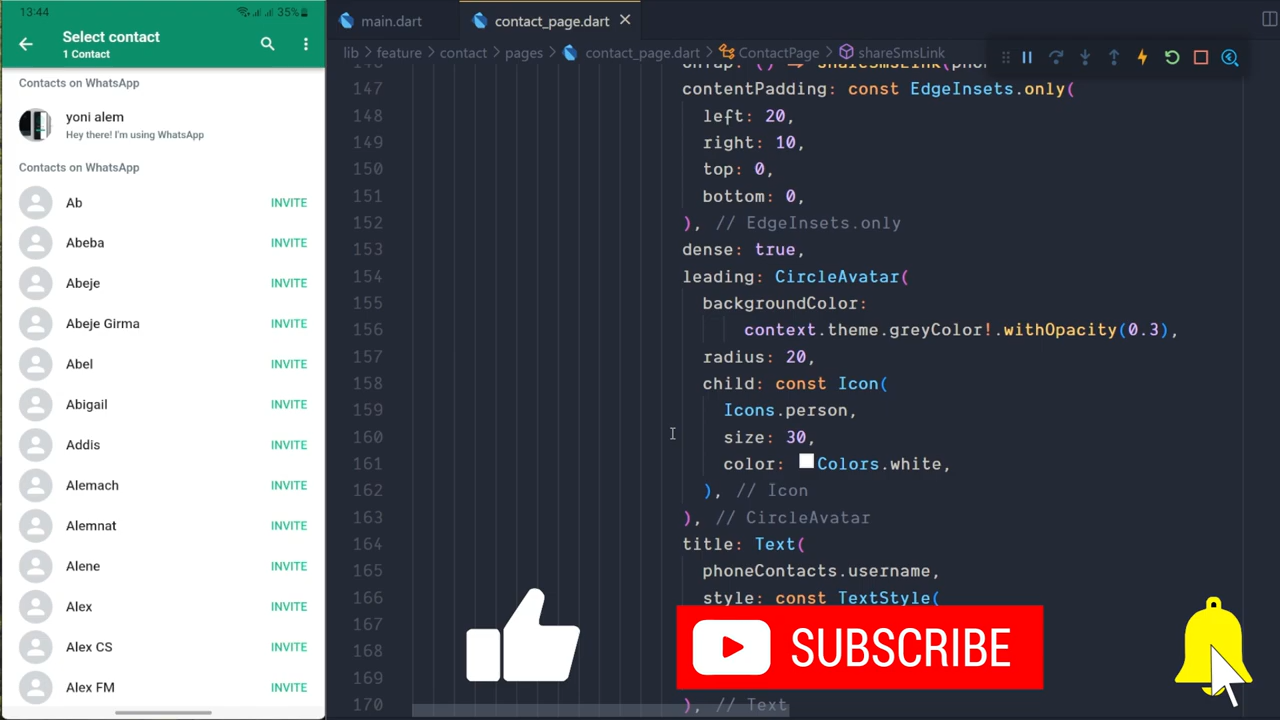 13:44
35%
Select contact
1 Contact
Contacts on WhatsApp
yoni alem
Hey there! I'm using WhatsApp
Contacts on WhatsApp
Ab INVITE
Abeba INVITE
Abeje INVITE
Abeje Girma INVITE
Abel INVITE
Abigail INVITE
Addis INVITE
Alemach INVITE
Alemnat INVITE
Alene INVITE
Alex INVITE
Alex CS INVITE
Alex FM INVITE
main.dart
contact_page.dart
lib > feature > contact > pages > contact_page.dart > ContactPage > shareSmsLink
147 contentPadding: const EdgeInsets.only(
148 left: 20,
149 right: 10,
150 top: 0,
151 bottom: 0,
152 ), // EdgeInsets.only
153 dense: true,
154 leading: CircleAvatar(
155 backgroundColor:
156 context.theme.greyColor!.withOpacity(0.3),
157 radius: 20,
158 child: const Icon(
159 Icons.person,
160 size: 30,
161 color: Colors.white,
162 ), // Icon
163 ), // CircleAvatar
164 title: Text(
165 phoneContacts.username,
166 style: const TextStyle(
167
168
169
170 ), // Text
SUBSCRIBE